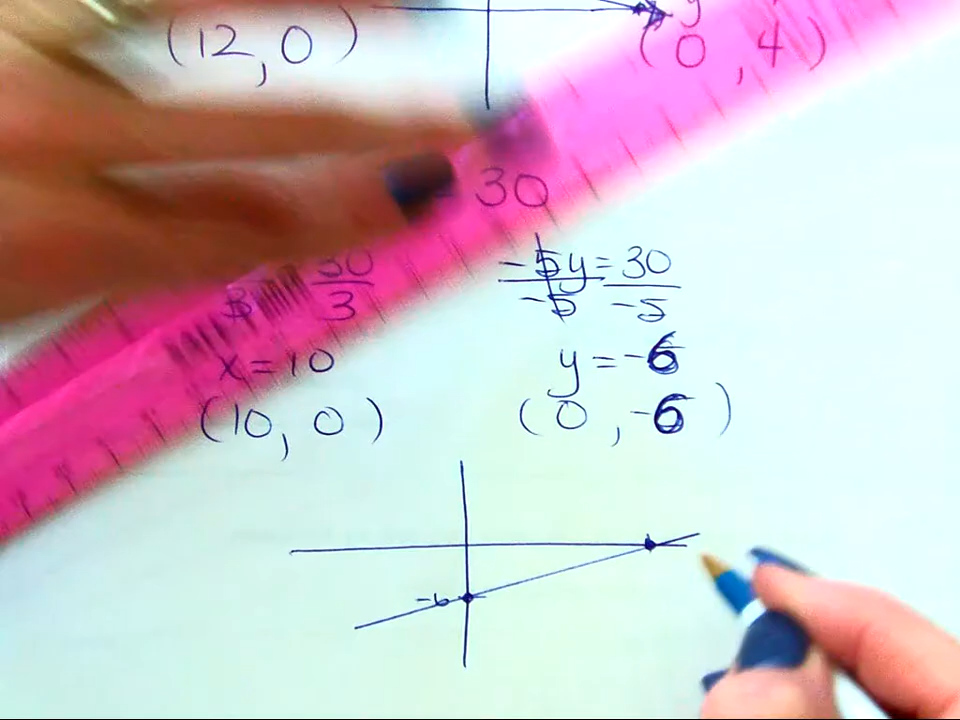 y
(12, 0) (0, 4)
30
30/3 -5y/-5 = 30/-5
x = 10 y = -6
(10, 0) (0, -6)
-6